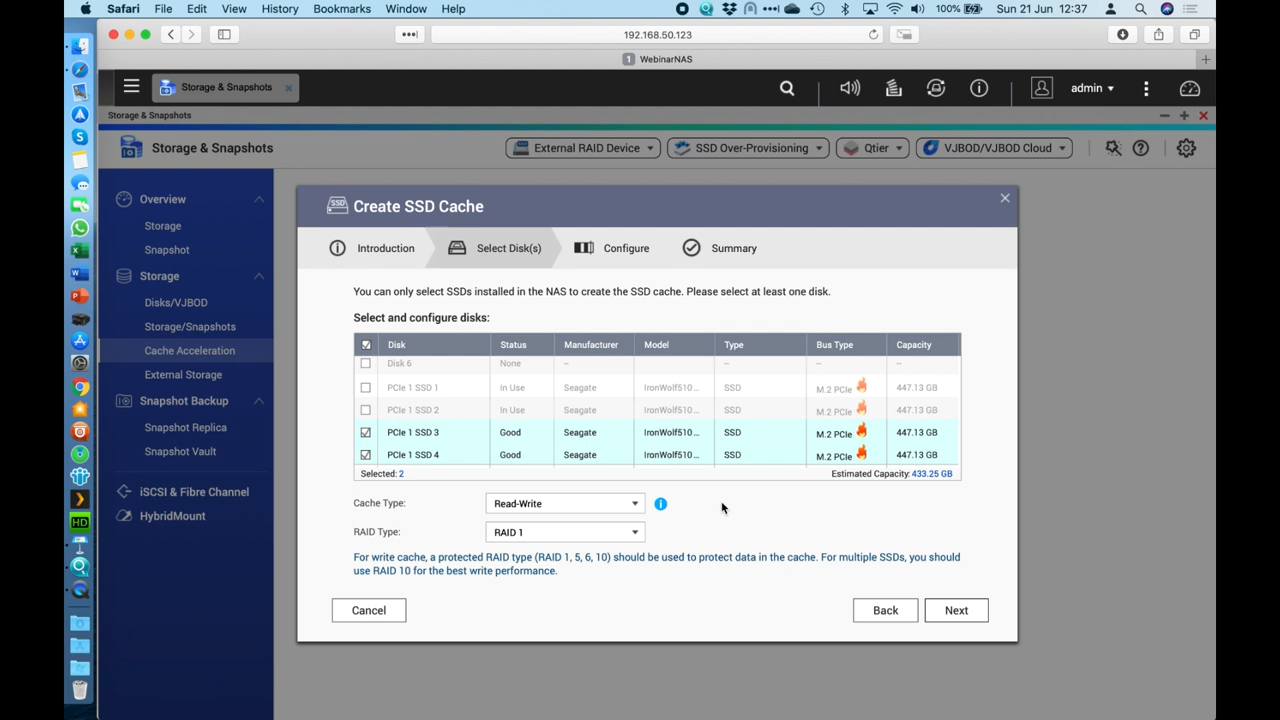 Safari File Edit View History Bookmarks Window Help 100% Sun 21 Jun 12:37
192.168.50.123
1 WebinarNAS
Storage & Snapshots admin
Storage & Snapshots
Storage & Snapshots External RAID Device SSD Over-Provisioning Qtier VJBOD/VJBOD Cloud
Overview
Storage
Snapshot
Storage
Disks/VJBOD
Storage/Snapshots
Cache Acceleration
External Storage
Snapshot Backup
Snapshot Replica
Snapshot Vault
iSCSI & Fibre Channel
HybridMount
SSD Create SSD Cache
Introduction Select Disk(s) Configure Summary
You can only select SSDs installed in the NAS to create the SSD cache. Please select at least one disk.
Select and configure disks:
Disk Status Manufacturer Model Type Bus Type Capacity
Disk 6 None -- -- -- -- --
PCIe 1 SSD 1 In Use Seagate IronWolf510... SSD M.2 PCIe 447.13 GB
PCIe 1 SSD 2 In Use Seagate IronWolf510... SSD M.2 PCIe 447.13 GB
PCIe 1 SSD 3 Good Seagate IronWolf510... SSD M.2 PCIe 447.13 GB
PCIe 1 SSD 4 Good Seagate IronWolf510... SSD M.2 PCIe 447.13 GB
Selected: 2 Estimated Capacity: 433.25 GB
Cache Type: Read-Write
RAID Type: RAID 1
For write cache, a protected RAID type (RAID 1, 5, 6, 10) should be used to protect data in the cache. For multiple SSDs, you should
use RAID 10 for the best write performance.
Cancel Back Next
HD